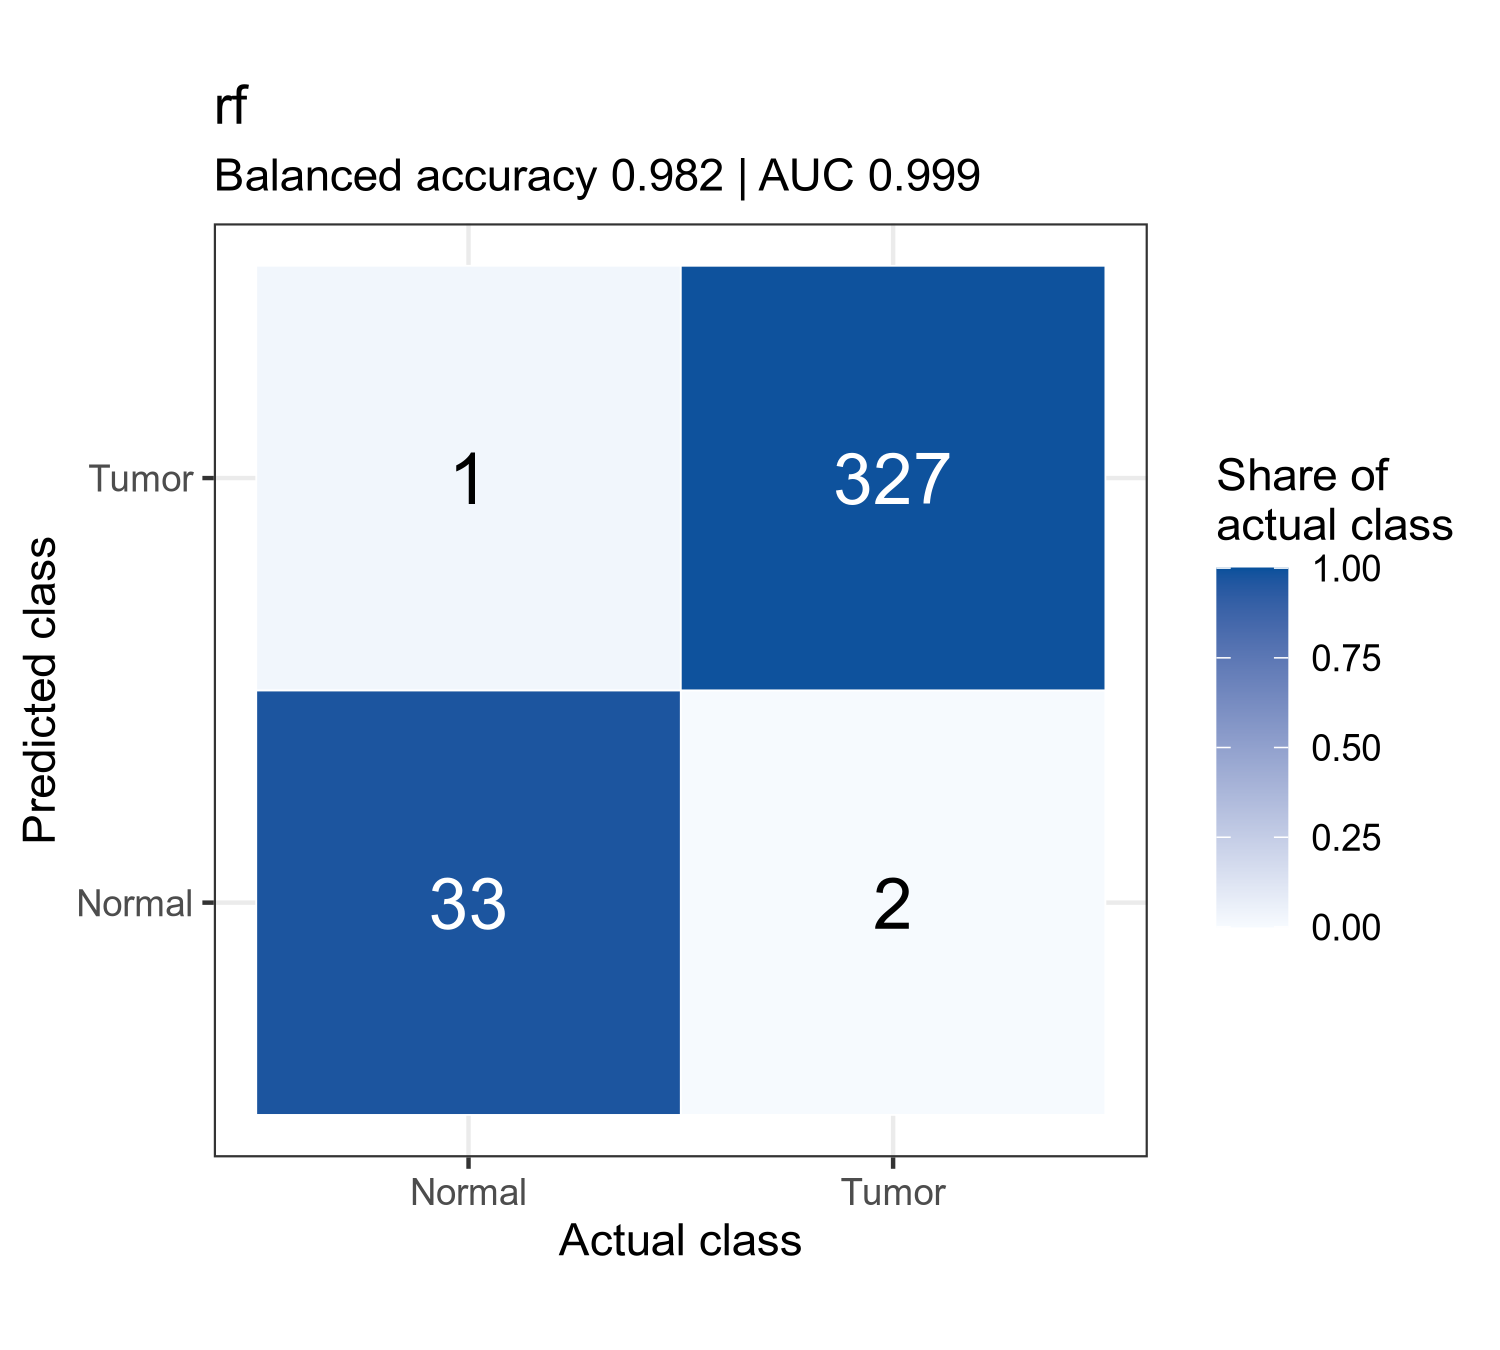 rf
Balanced accuracy 0.982 | AUC 0.999
Predicted class
Tumor
Normal
1
327
33
2
Normal
Tumor
Actual class
Share of
actual class
1.00
0.75
0.50
0.25
0.00